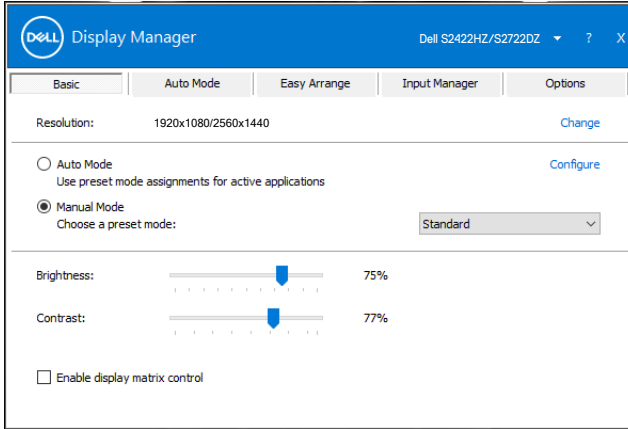 DELL Display Manager Dell S2422HZ/S2722DZ ? X
Basic Auto Mode Easy Arrange Input Manager Options
Resolution: 1920x1080/2560x1440 Change
Auto Mode Configure
Use preset mode assignments for active applications
Manual Mode
Choose a preset mode: Standard
Brightness: 75%
Contrast: 77%
Enable display matrix control